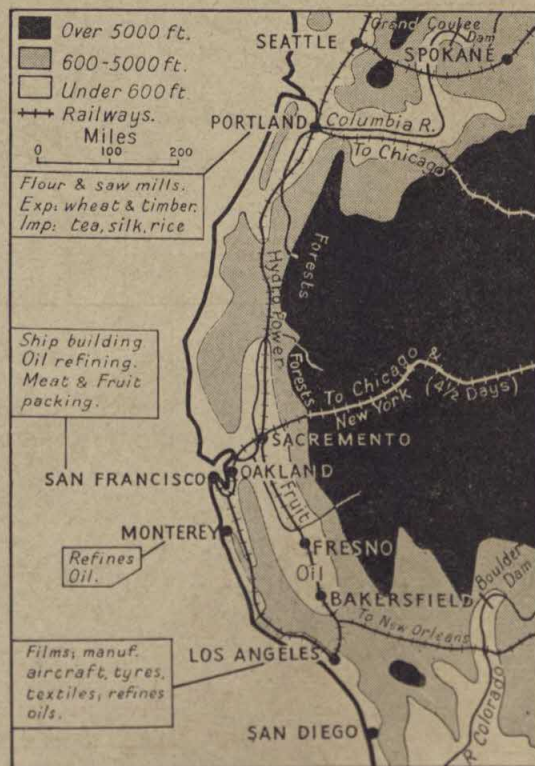 Over 5000 ft.
600-5000 ft.
Under 600 ft.
Railways.
Miles
0 100 200
Grand Coulee
Dam
SEATTLE
SPOKANE
PORTLAND
Columbia R.
To Chicago
Flour & saw mills.
Exp: wheat & timber.
Imp: tea, silk, rice
Forests
Hydro Power
Ship building
Oil refining.
Meat & Fruit
packing.
Forests
To Chicago &
New York (4½ Days)
SACREMENTO
OAKLAND
SAN FRANCISCO
Fruit
MONTEREY
FRESNO
Refines
Oil.
Oil
Boulder
Dam
BAKERSFIELD
To New Orleans
Films; manuf.
aircraft, tyres,
textiles; refines
oils.
LOS ANGELES
R. Colorado
SAN DIEGO